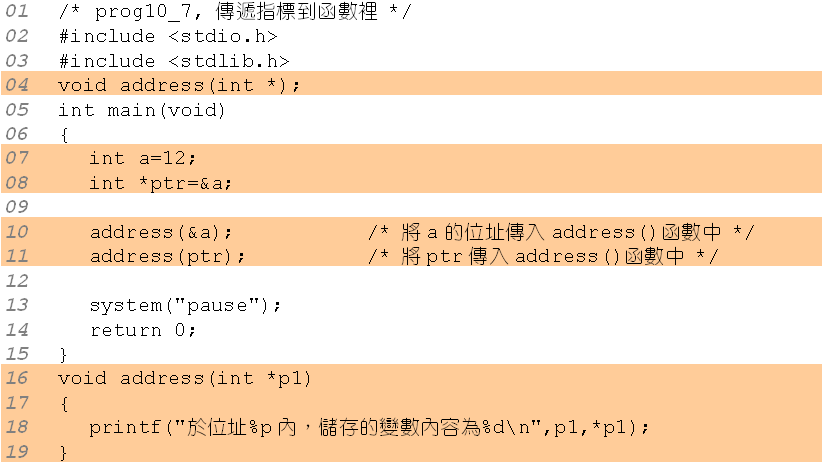 01 /* prog10_7, 傳遞指標到函數裡 */
02 #include <stdio.h>
03 #include <stdlib.h>
04 void address(int *);
05 int main(void)
06 {
07 int a=12;
08 int *ptr=&a;
09
10 address(&a); /* 將 a 的位址傳入 address()函數中 */
11 address(ptr); /* 將 ptr 傳入 address()函數中 */
12
13 system("pause");
14 return 0;
15 }
16 void address(int *p1)
17 {
18 printf("於位址%p 內，儲存的變數內容為%d\n",p1,*p1);
19 }